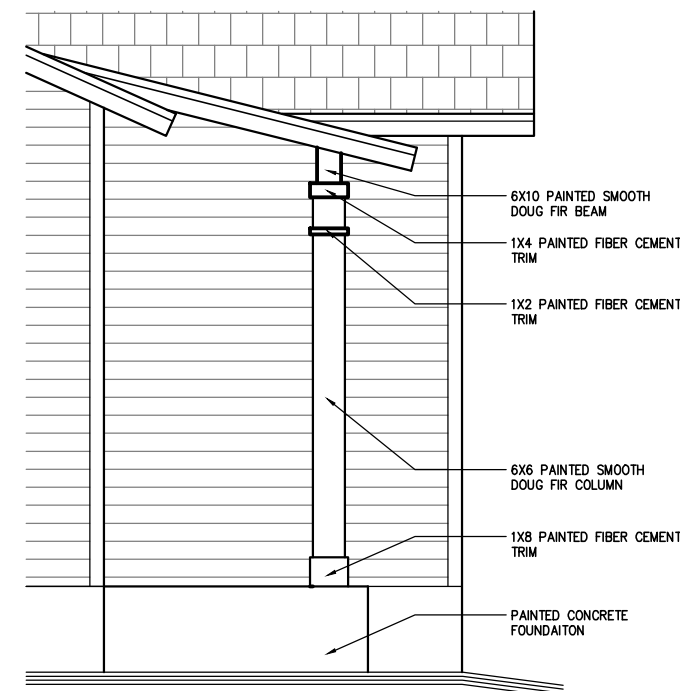 6X10 PAINTED SMOOTH
DOUG FIR BEAM
1X4 PAINTED FIBER CEMENT
TRIM
1X2 PAINTED FIBER CEMENT
TRIM
6X6 PAINTED SMOOTH
DOUG FIR COLUMN
1X8 PAINTED FIBER CEMENT
TRIM
PAINTED CONCRETE
FOUNDAITON